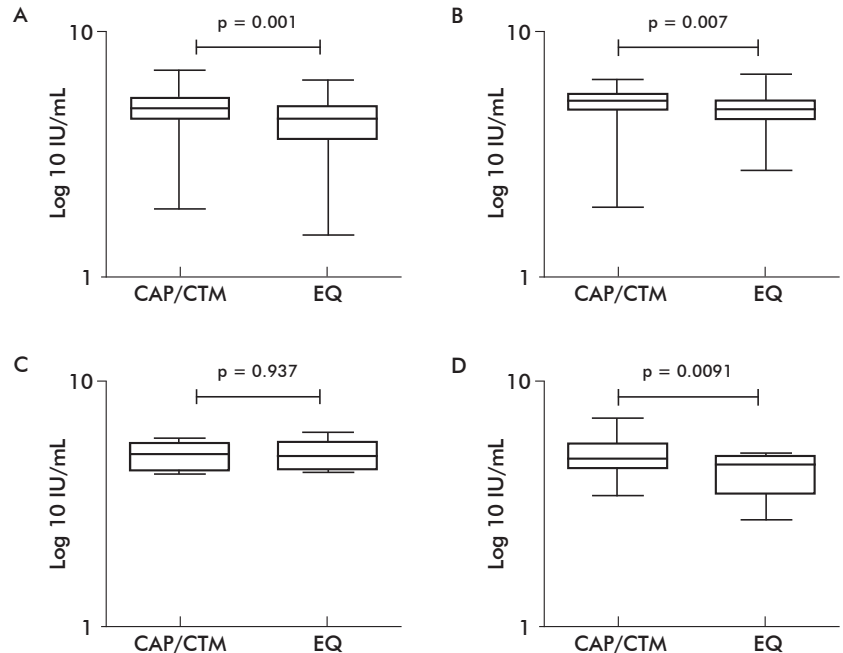 A
p = 0.001
10
Log 10 IU/mL
1
CAP/CTM EQ
B
p = 0.007
10
Log 10 IU/mL
1
CAP/CTM EQ
C
p = 0.937
10
Log 10 IU/mL
1
CAP/CTM EQ
D
p = 0.0091
10
Log 10 IU/mL
1
CAP/CTM EQ